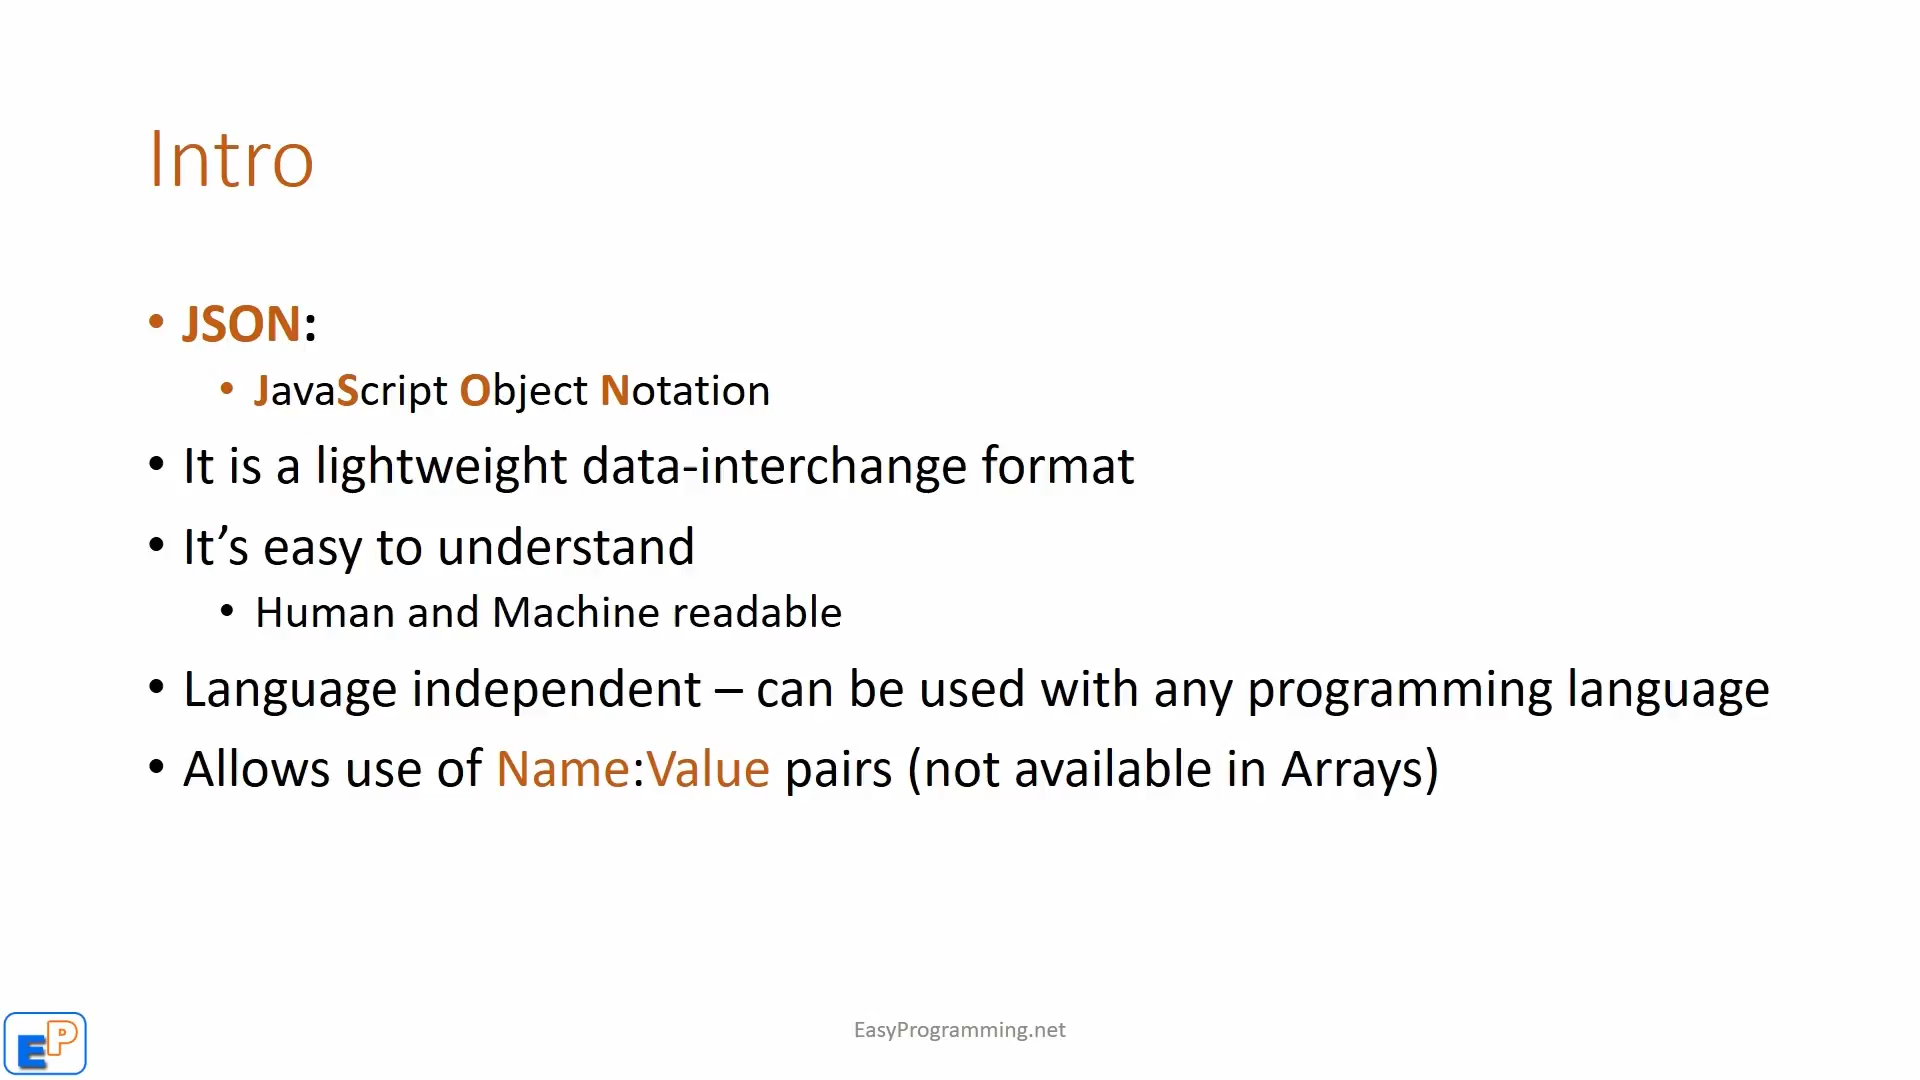 Intro
• JSON:
• JavaScript Object Notation
• It is a lightweight data-interchange format
• It’s easy to understand
• Human and Machine readable
• Language independent – can be used with any programming language
• Allows use of Name:Value pairs (not available in Arrays)
EP
EasyProgramming.net